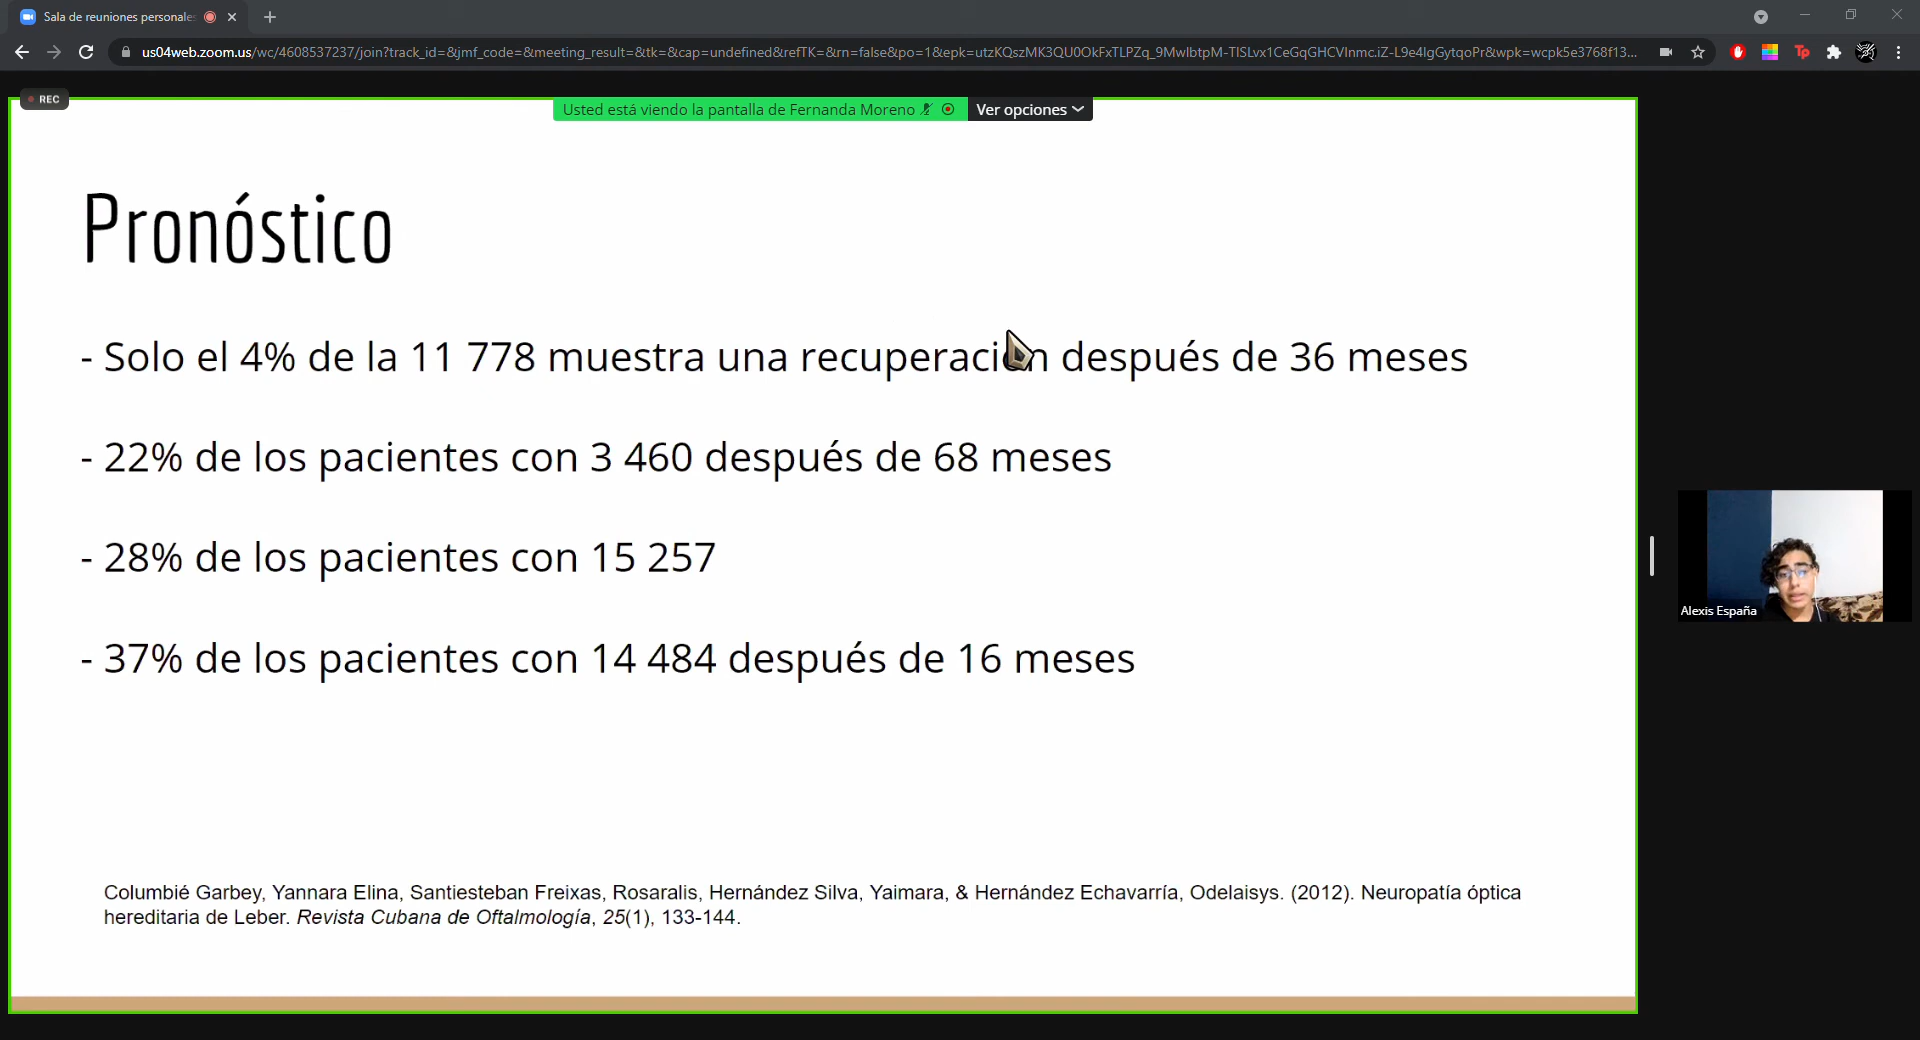 Sala de reuniones personales
us04web.zoom.us/wc/4608537237/join?track_id=&jmf_code=&meeting_result=&tk=&cap=undefined&refTK=&rn=false&po=1&epk=utzKQszMK3QU0OkFxTLPZq_9MwIbtpM-TISLvx1CeGqGHCVInmc.iZ-L9e4IgGytqoPr&wpk=wcpk5e3768f13...
REC
Usted está viendo la pantalla de Fernanda Moreno
Ver opciones
Pronóstico
- Solo el 4% de la 11 778 muestra una recuperación después de 36 meses
- 22% de los pacientes con 3 460 después de 68 meses
- 28% de los pacientes con 15 257
- 37% de los pacientes con 14 484 después de 16 meses
Alexis España
Columbié Garbey, Yannara Elina, Santiesteban Freixas, Rosaralis, Hernández Silva, Yaimara, & Hernández Echavarría, Odelaisys. (2012). Neuropatía óptica
hereditaria de Leber. Revista Cubana de Oftalmología, 25(1), 133-144.